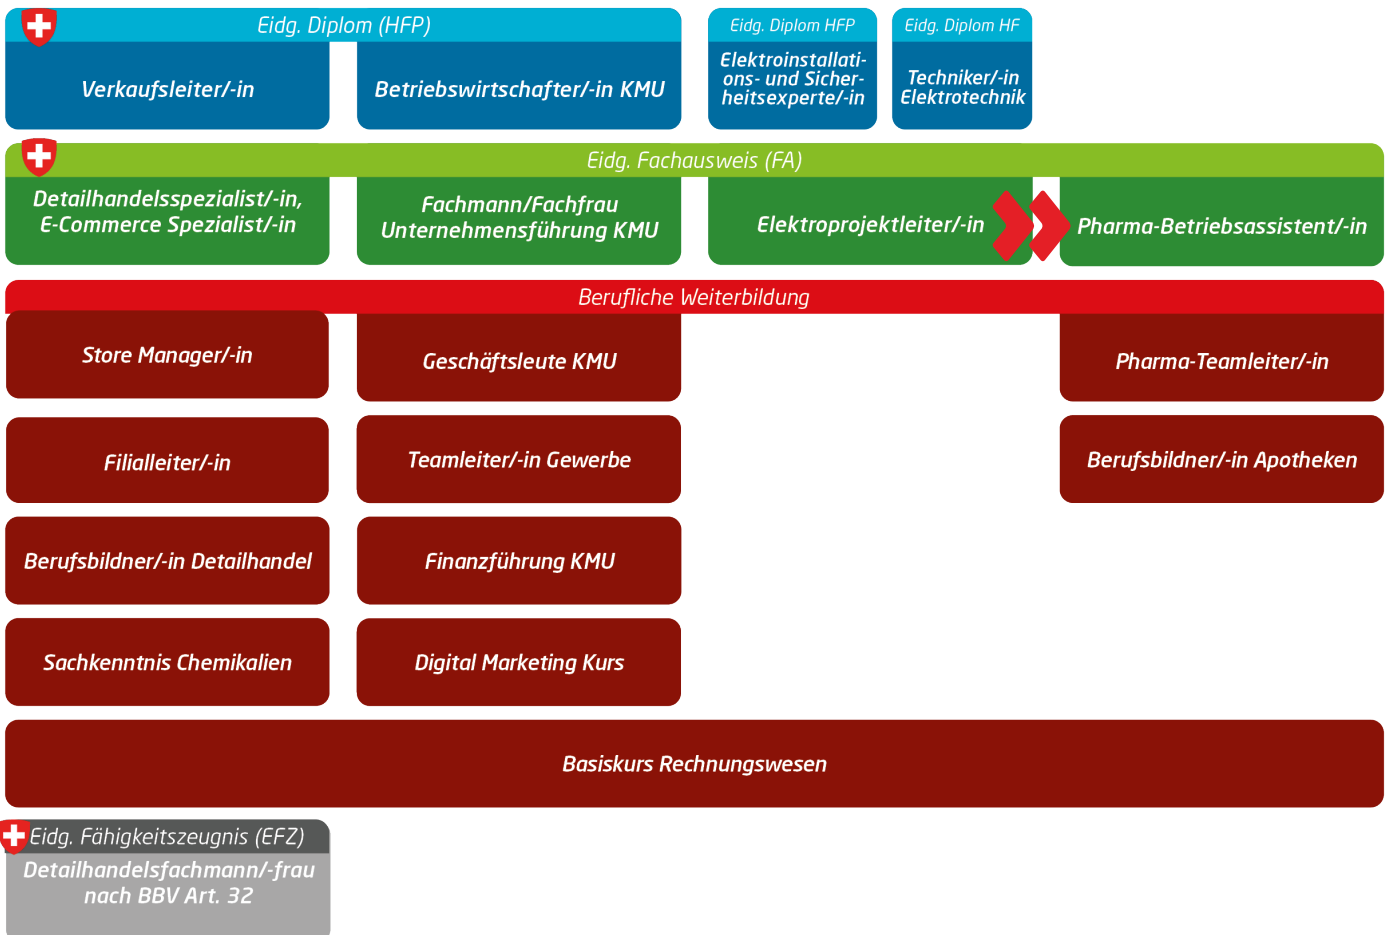 Eidg. Diplom (HFP)
Eidg. Diplom HFP
Eidg. Diplom HF
Verkaufsleiter/-in
Betriebswirtschafter/-in KMU
Elektroinstallati-
ons- und Sicher-
heitsexperte/-in
Techniker/-in
Elektrotechnik
Eidg. Fachausweis (FA)
Detailhandelsspezialist/-in,
E-Commerce Spezialist/-in
Fachmann/Fachfrau
Unternehmensführung KMU
Elektroprojektleiter/-in
Pharma-Betriebsassistent/-in
Berufliche Weiterbildung
Store Manager/-in
Geschäftsleute KMU
Pharma-Teamleiter/-in
Filialleiter/-in
Teamleiter/-in Gewerbe
Berufsbildner/-in Apotheken
Berufsbildner/-in Detailhandel
Finanzführung KMU
Sachkenntnis Chemikalien
Digital Marketing Kurs
Basiskurs Rechnungswesen
Eidg. Fähigkeitszeugnis (EFZ)
Detailhandelsfachmann/-frau
nach BBV Art. 32